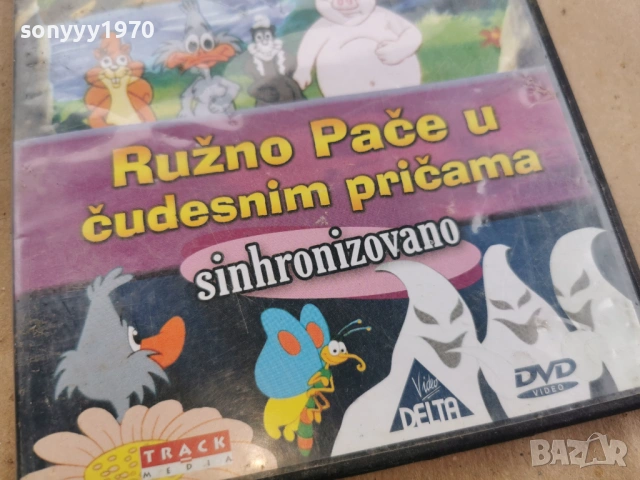 sonyyy1970
Ružno Pače u
čudesnim pričama
sinhronizovano
Video
DELTA
DVD
VIDEO
TRACK
MEDIA
BAZAR